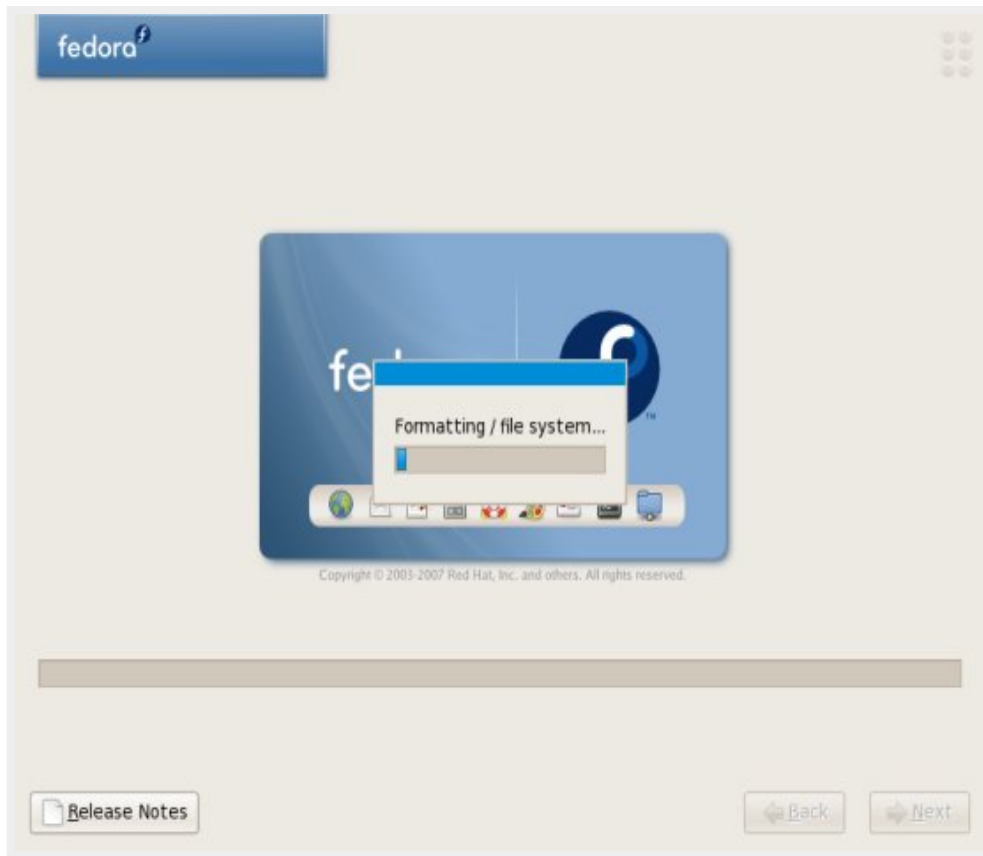 fedora
fe
Formatting / file system...
Copyright © 2003-2007 Red Hat, Inc. and others. All rights reserved.
Release Notes
Back
Next